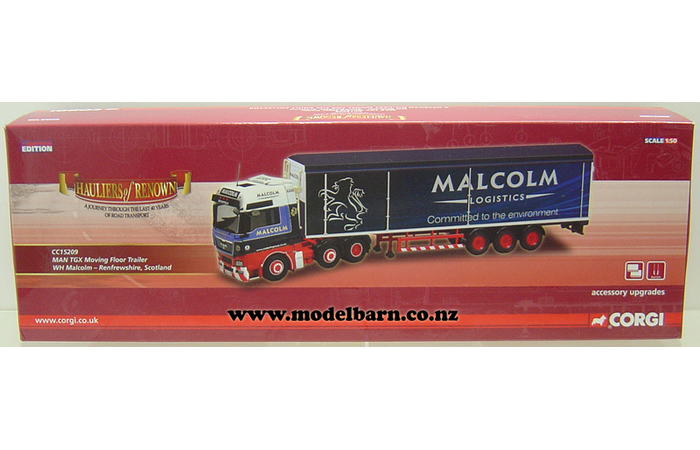 EDITION
SCALE 1:50
HAULIERS of RENOWN
A JOURNEY THROUGH THE LAST 40 YEARS
OF ROAD TRANSPORT
CC15209
MAN TGX Moving Floor Trailer
WH Malcolm – Renfrewshire, Scotland
MALCOLM
MALCOLM
MALCOLM
LOGISTICS
Committed to the environment
accessory upgrades
www.corgi.co.uk
CORGI
www.modelbarn.co.nz